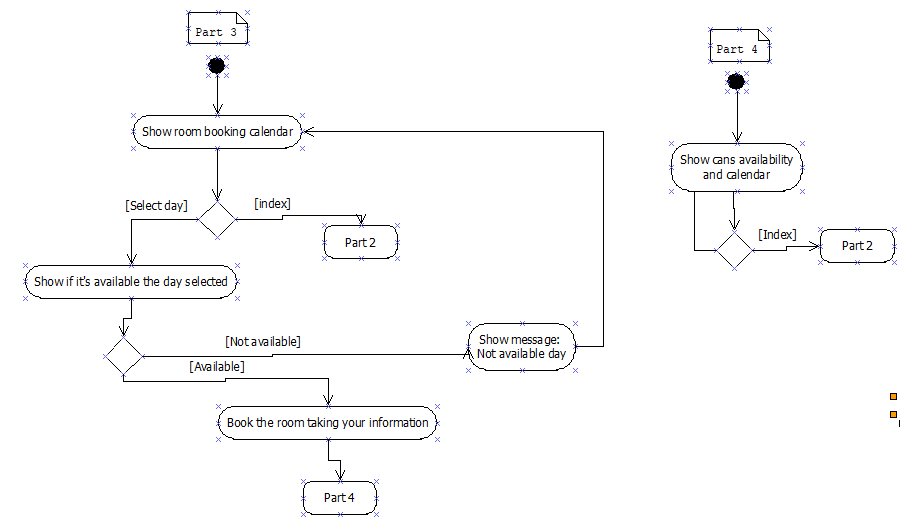 Part 3
Show room booking calendar
[Select day]
[index]
Part 2
Show if it's available the day selected
[Not available]
Show message:
Not available day
[Available]
Book the room taking your information
Part 4
Part 4
Show cans availability
and calendar
[Index]
Part 2